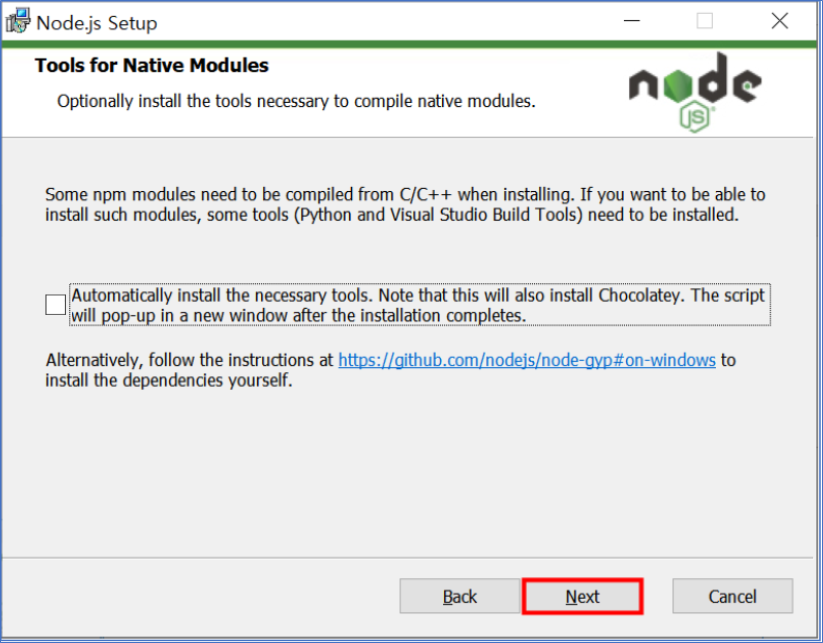 Node.js Setup
Tools for Native Modules
Optionally install the tools necessary to compile native modules.
node
JS
Some npm modules need to be compiled from C/C++ when installing. If you want to be able to
install such modules, some tools (Python and Visual Studio Build Tools) need to be installed.
Automatically install the necessary tools. Note that this will also install Chocolatey. The script
will pop-up in a new window after the installation completes.
Alternatively, follow the instructions at https://github.com/nodejs/node-gyp#on-windows to
install the dependencies yourself.
Back
Next
Cancel